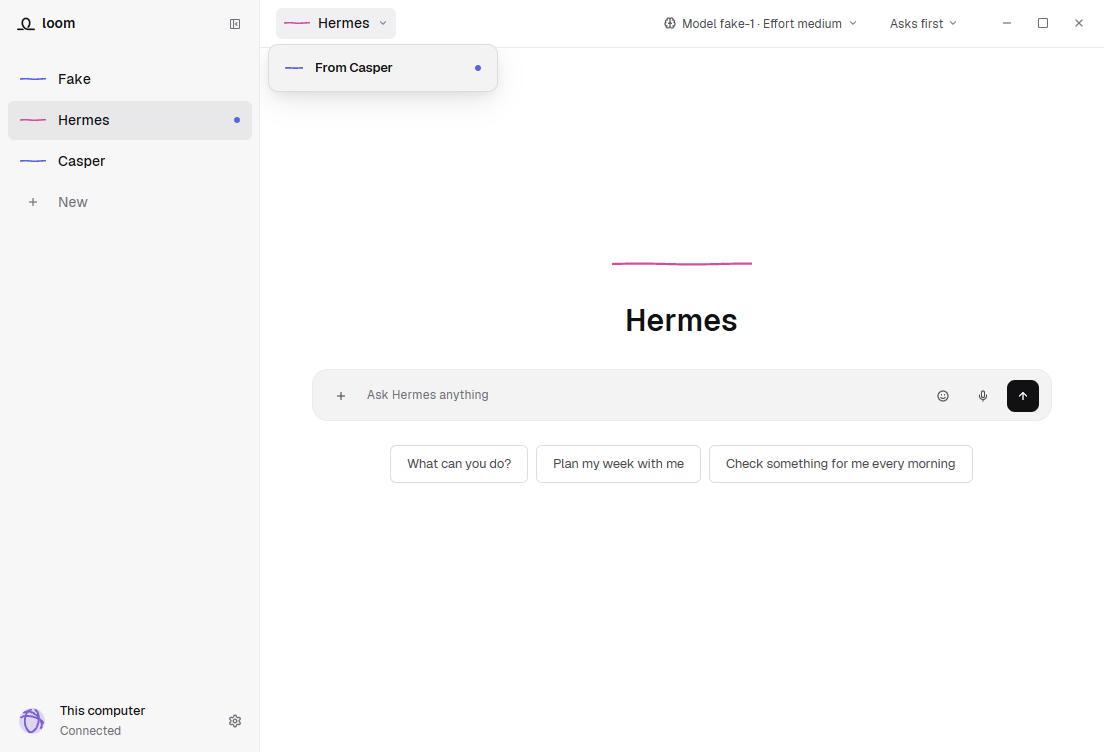 loom
Fake
Hermes
Casper
New
This computer
Connected
Hermes
Model fake-1 · Effort medium
Asks first
From Casper
Hermes
Ask Hermes anything
What can you do?
Plan my week with me
Check something for me every morning